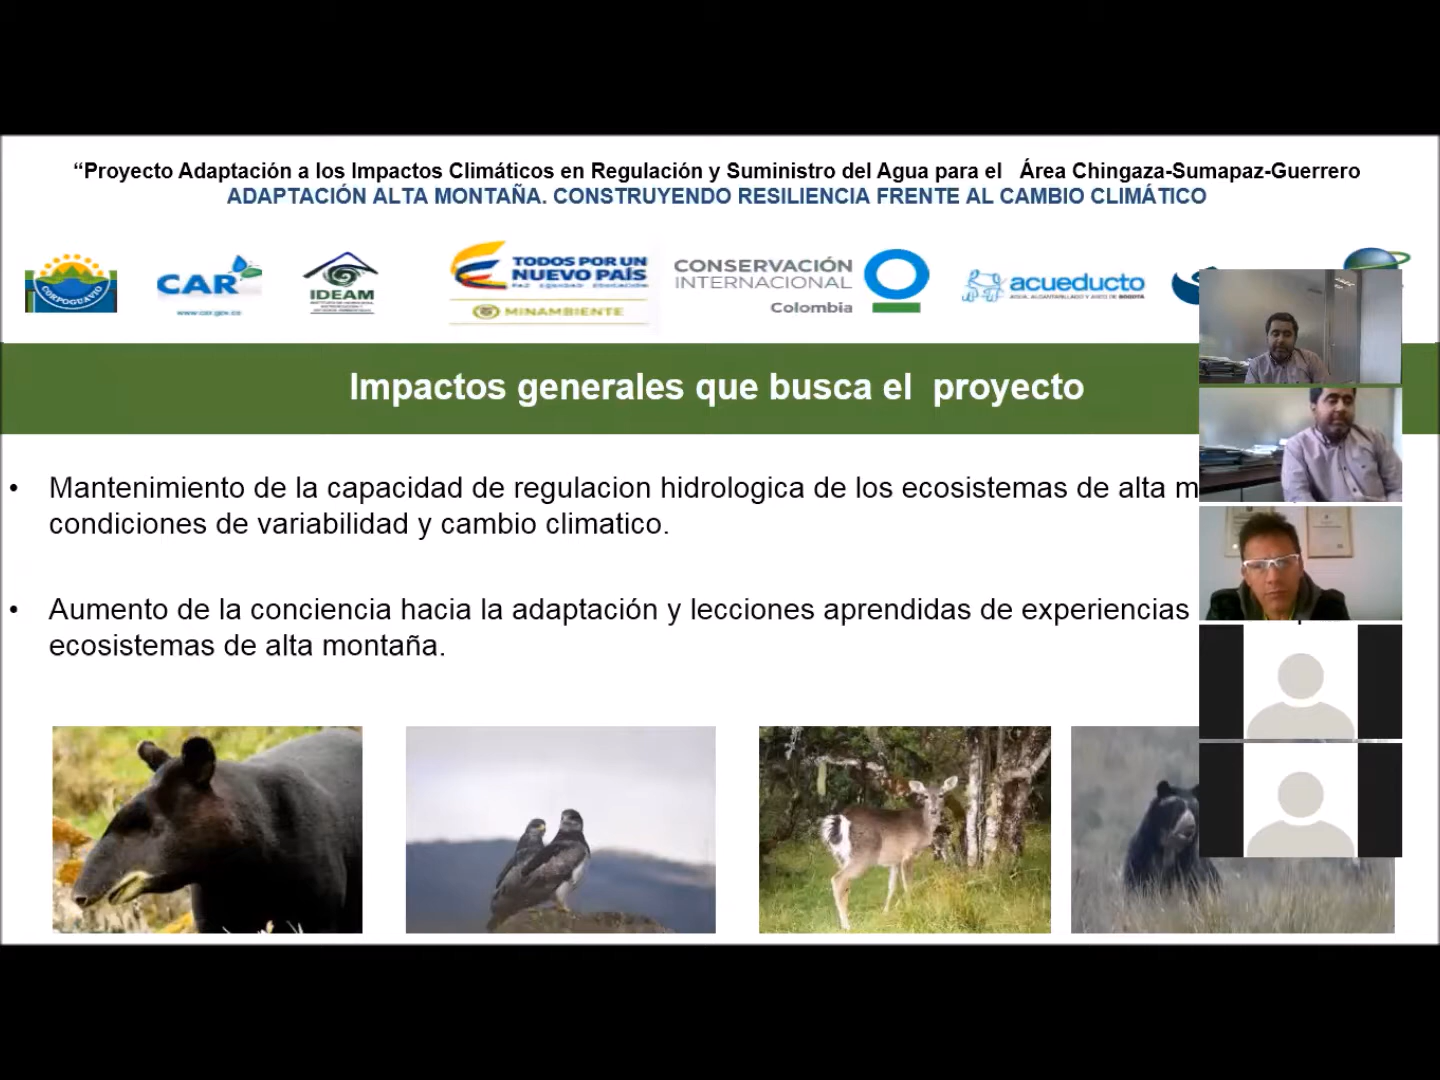 “Proyecto Adaptación a los Impactos Climáticos en Regulación y Suministro del Agua para el Área Chingaza-Sumapaz-Guerrero
ADAPTACIÓN ALTA MONTAÑA. CONSTRUYENDO RESILIENCIA FRENTE AL CAMBIO CLIMÁTICO
CORPOGUAVIO
CAR
www.car.gov.co
IDEAM
TODOS POR UN
NUEVO PAÍS
PAZ EQUIDAD EDUCACIÓN
MINAMBIENTE
CONSERVACIÓN
INTERNACIONAL
Colombia
acueducto
AGUA, ALCANTARILLADO Y ASEO DE BOGOTÁ
Impactos generales que busca el proyecto
• Mantenimiento de la capacidad de regulacion hidrologica de los ecosistemas de alta m
condiciones de variabilidad y cambio climatico.
• Aumento de la conciencia hacia la adaptación y lecciones aprendidas de experiencias
ecosistemas de alta montaña.